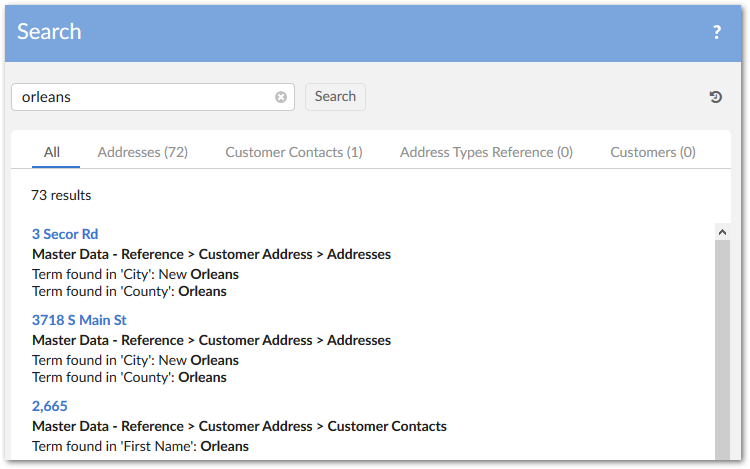 Search
?
orleans
Search
All Addresses (72) Customer Contacts (1) Address Types Reference (0) Customers (0)
73 results
3 Secor Rd
Master Data - Reference > Customer Address > Addresses
Term found in 'City': New Orleans
Term found in 'County': Orleans
3718 S Main St
Master Data - Reference > Customer Address > Addresses
Term found in 'City': New Orleans
Term found in 'County': Orleans
2,665
Master Data - Reference > Customer Address > Customer Contacts
Term found in 'First Name': Orleans